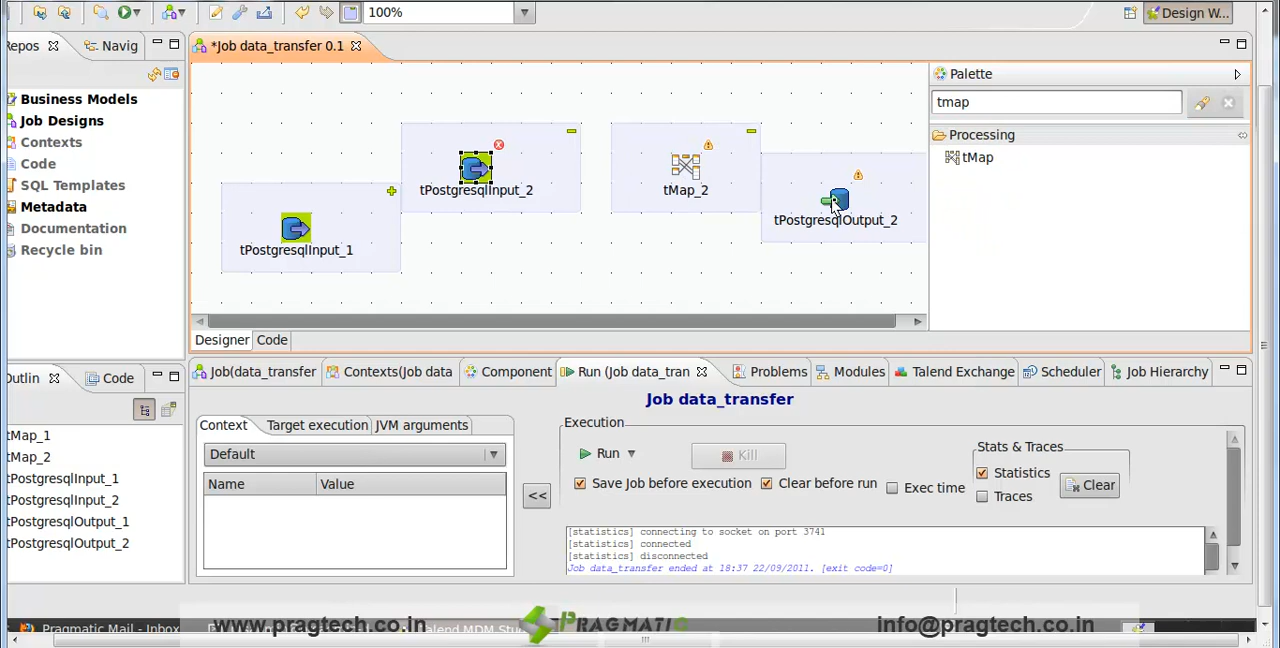 100%
Design W...
Repos
Navig
*Job data_transfer 0.1
Palette
tmap
Processing
tMap
Business Models
Job Designs
Contexts
Code
SQL Templates
Metadata
Documentation
Recycle bin
tPostgresqlInput_2
tMap_2
tPostgresqlOutput_2
tPostgresqlInput_1
Designer
Code
Outlin
Code
tMap_1
tMap_2
tPostgresqlInput_1
tPostgresqlInput_2
tPostgresqlOutput_1
tPostgresqlOutput_2
Job(data_transfer
Contexts(Job data
Component
Run (Job data_tran
Problems
Modules
Talend Exchange
Scheduler
Job Hierarchy
Job data_transfer
Context
Target execution
JVM arguments
Default
Name
Value
<<
Execution
Run
Kill
Save Job before execution
Clear before run
Exec time
Stats & Traces
Statistics
Traces
Clear
[statistics] connecting to socket on port 3741
[statistics] connected
[statistics] disconnected
Job data_transfer ended at 18:37 22/09/2011. [exit code=0]
Pragmatic Mail - Inbox
www.pragtech.co.in
PRAGMATIQ
info@pragtech.co.in